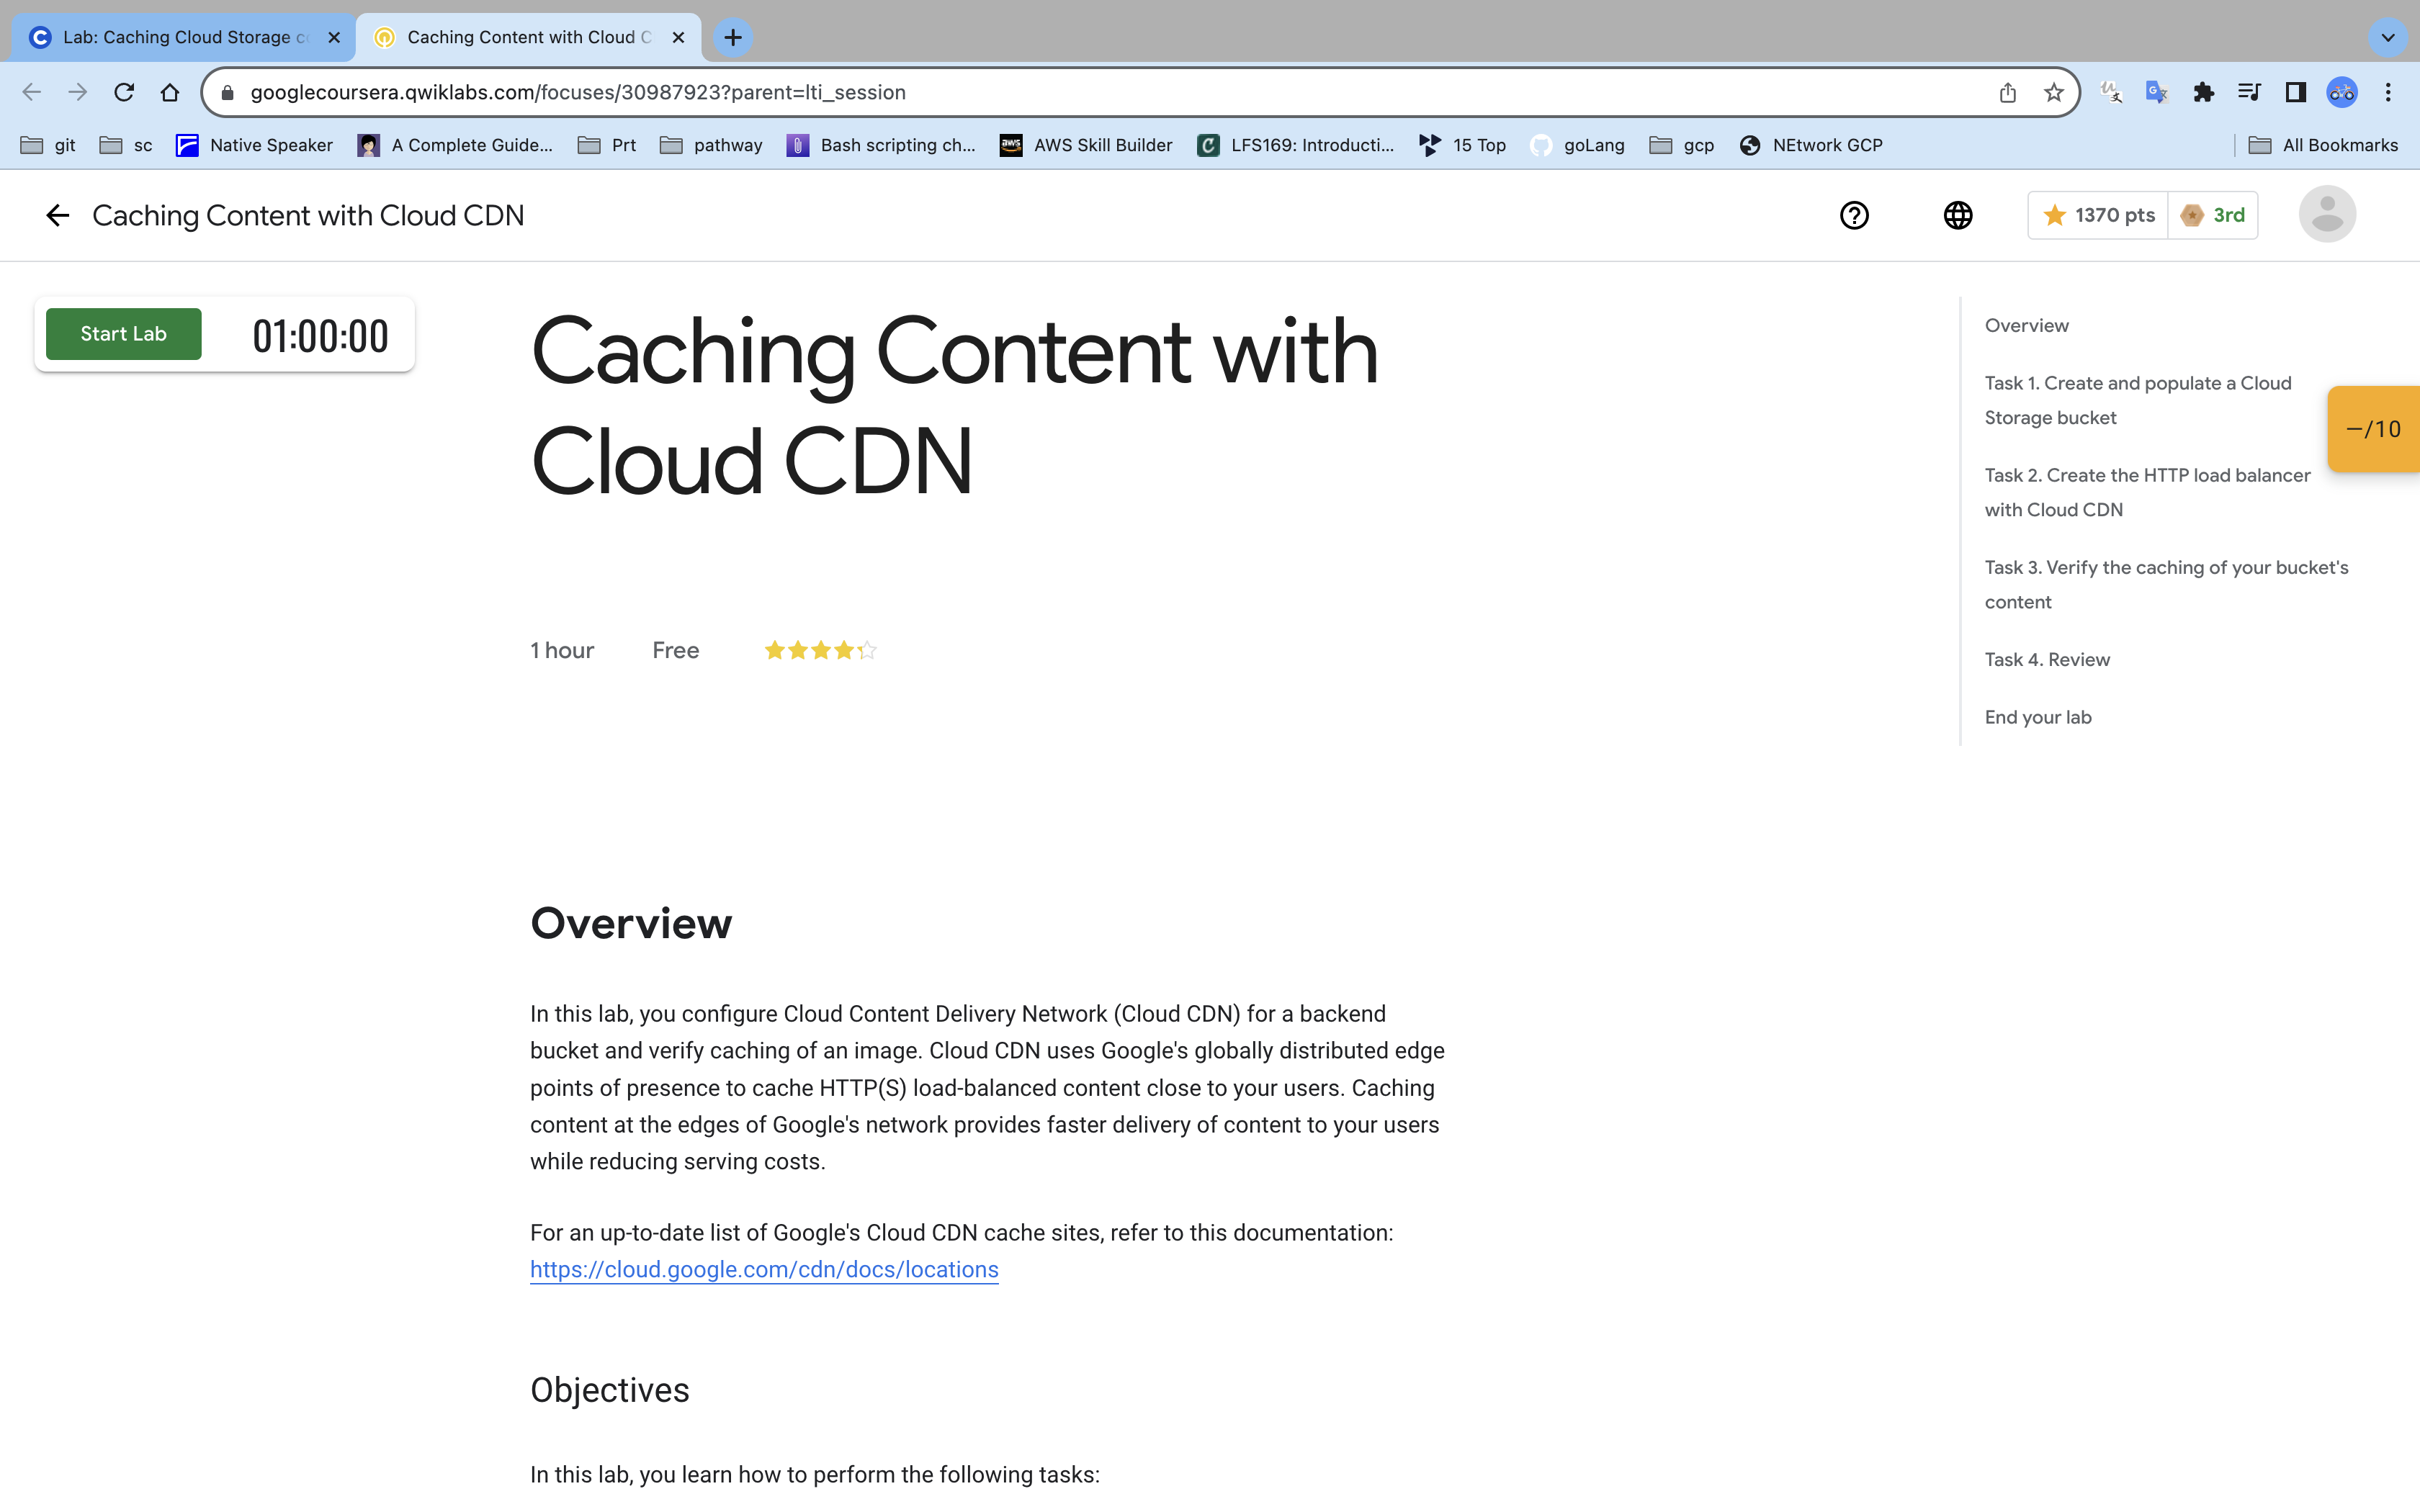 Lab: Caching Cloud Storage c
Caching Content with Cloud C
googlecoursera.qwiklabs.com/focuses/30987923?parent=lti_session
git
sc
Native Speaker
A Complete Guide...
Prt
pathway
Bash scripting ch...
aws
AWS Skill Builder
LFS169: Introducti...
15 Top
goLang
gcp
NEtwork GCP
All Bookmarks
Caching Content with Cloud CDN
1370 pts
3rd
Start Lab
01:00:00
Caching Content with
Cloud CDN
1 hour
Free
Overview
In this lab, you configure Cloud Content Delivery Network (Cloud CDN) for a backend
bucket and verify caching of an image. Cloud CDN uses Google's globally distributed edge
points of presence to cache HTTP(S) load-balanced content close to your users. Caching
content at the edges of Google's network provides faster delivery of content to your users
while reducing serving costs.
For an up-to-date list of Google's Cloud CDN cache sites, refer to this documentation:
https://cloud.google.com/cdn/docs/locations
Objectives
In this lab, you learn how to perform the following tasks:
Overview
Task 1. Create and populate a Cloud
Storage bucket
Task 2. Create the HTTP load balancer
with Cloud CDN
Task 3. Verify the caching of your bucket's
content
Task 4. Review
End your lab
–/10